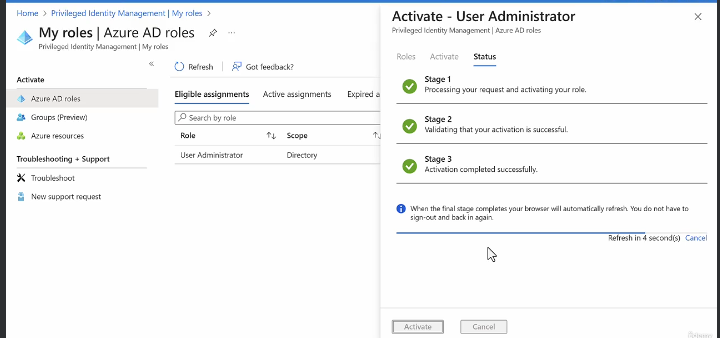 Home > Privileged Identity Management | My roles >
My roles | Azure AD roles
Privileged Identity Management | My roles
Activate
Azure AD roles
Groups (Preview)
Azure resources
Troubleshooting + Support
Troubleshoot
New support request
Refresh
Got feedback?
Eligible assignments
Active assignments
Expired a
Search by role
Role
Scope
User Administrator
Directory
Activate - User Administrator
Privileged Identity Management | Azure AD roles
Roles
Activate
Status
Stage 1
Processing your request and activating your role.
Stage 2
Validating that your activation is successful.
Stage 3
Activation completed successfully.
When the final stage completes your browser will automatically refresh. You do not have to
sign-out and back in again.
Refresh in 4 second(s) Cancel
Activate
Cancel